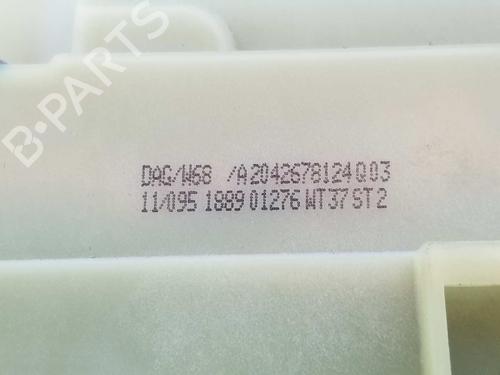 B-PARTS
DAG/W68 /A2042678124Q03
11/095 1889 01276 WT37 ST2